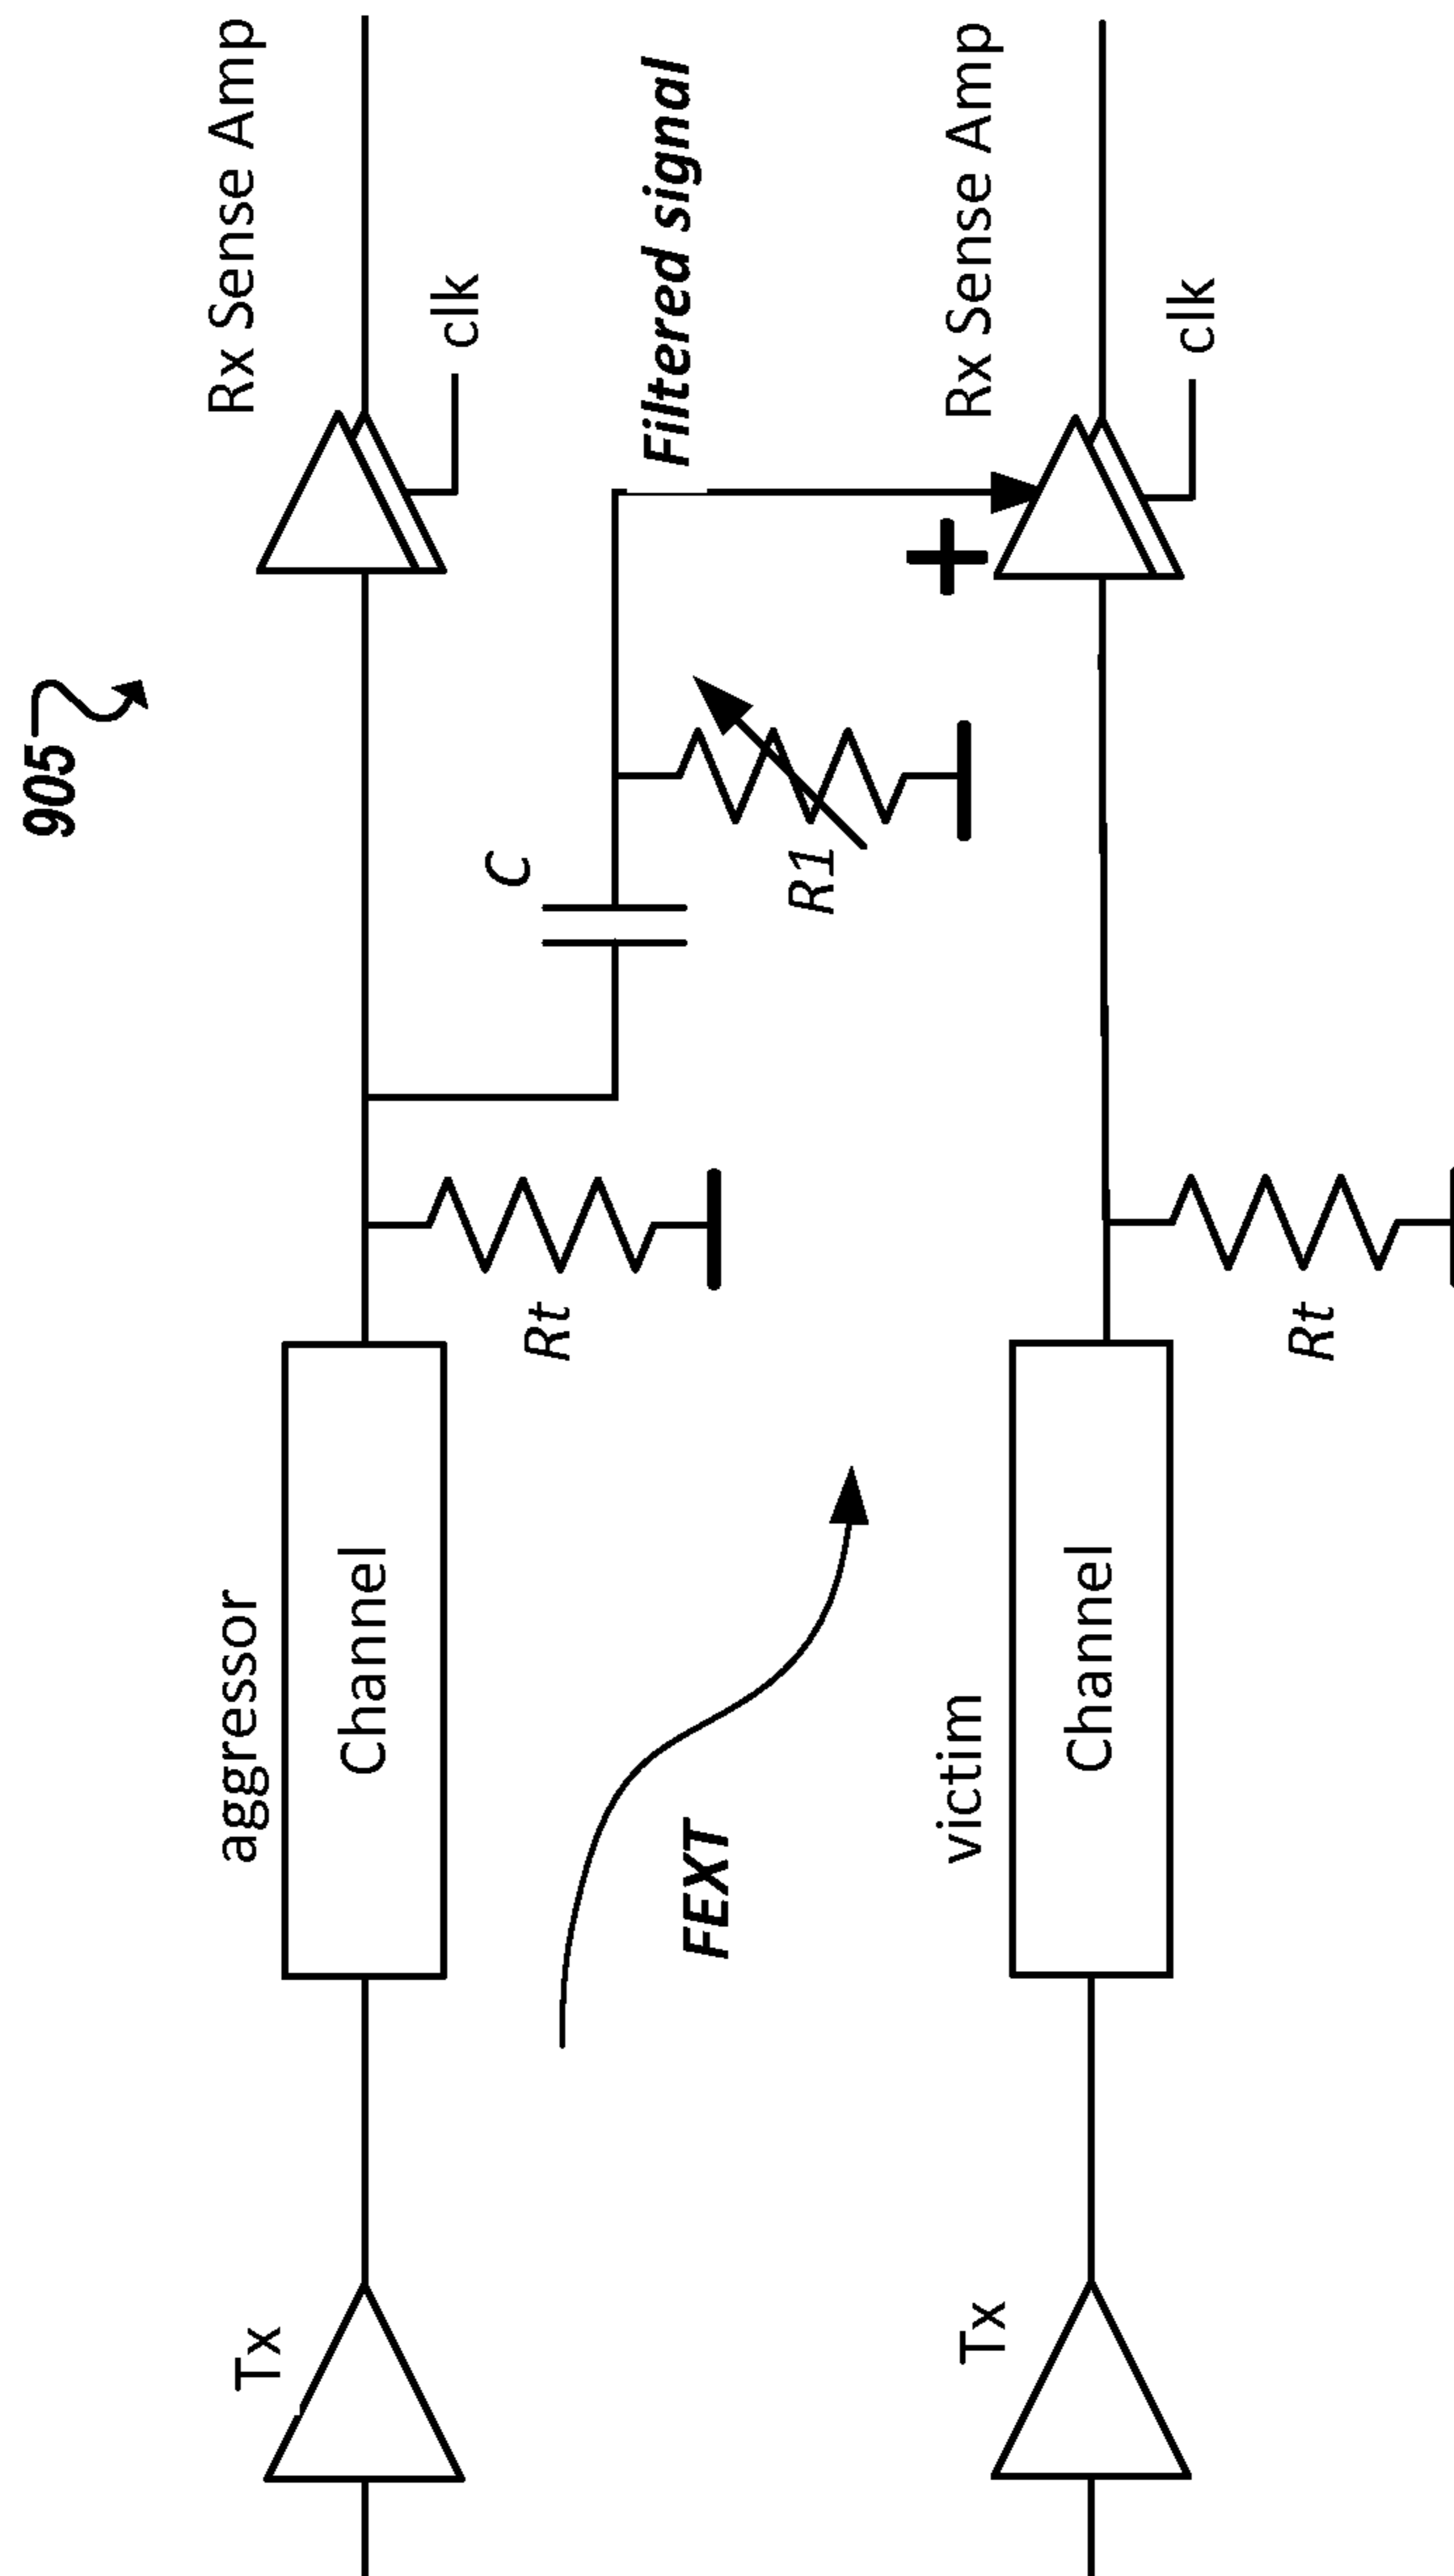 905
Tx
aggressor
Channel
Rt
C
R1
Rx Sense Amp
clk
Filtered signal
FEXT
Tx
victim
Channel
Rt
+
Rx Sense Amp
clk